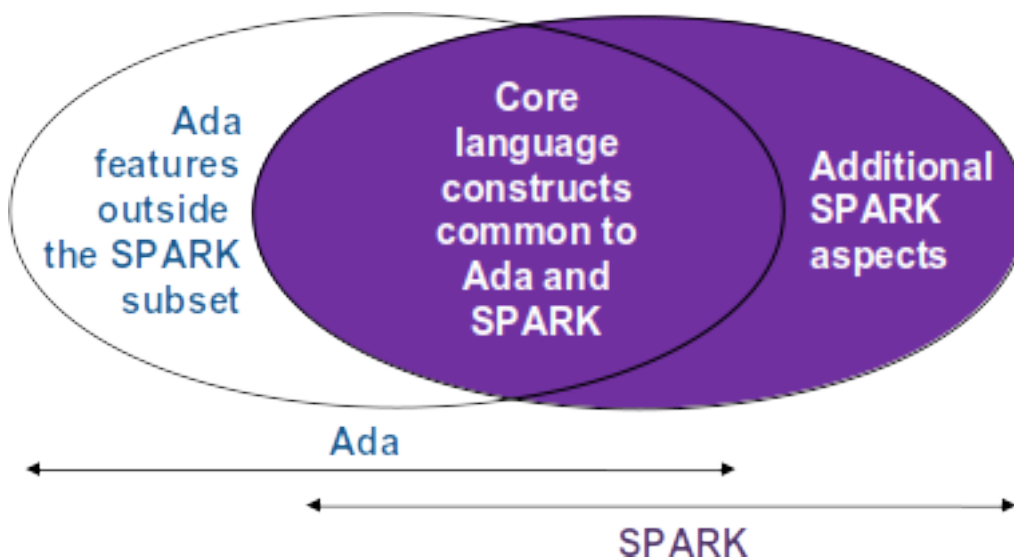 Ada
features
outside
the SPARK
subset
Core
language
constructs
common to
Ada and
SPARK
Additional
SPARK
aspects
Ada
SPARK